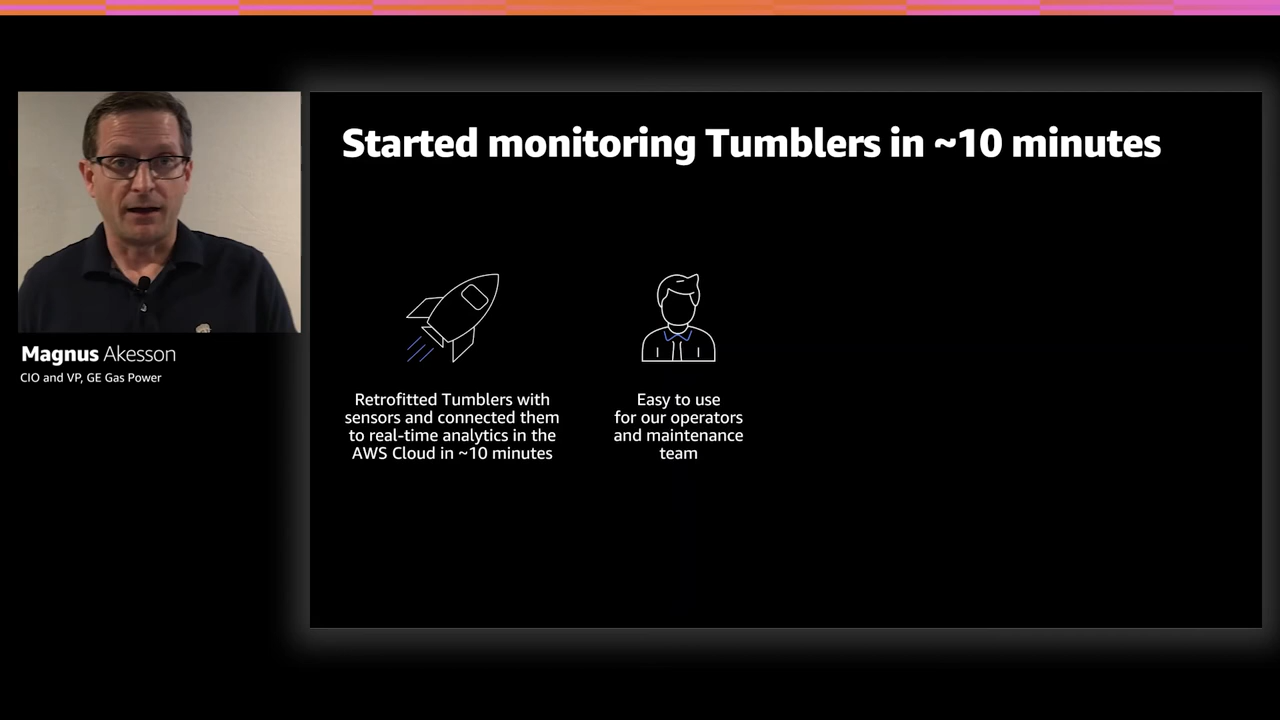 Started monitoring Tumblers in ~10 minutes
Magnus Akesson
CIO and VP, GE Gas Power
Retrofitted Tumblers with
sensors and connected them
to real-time analytics in the
AWS Cloud in ~10 minutes
Easy to use
for our operators
and maintenance
team